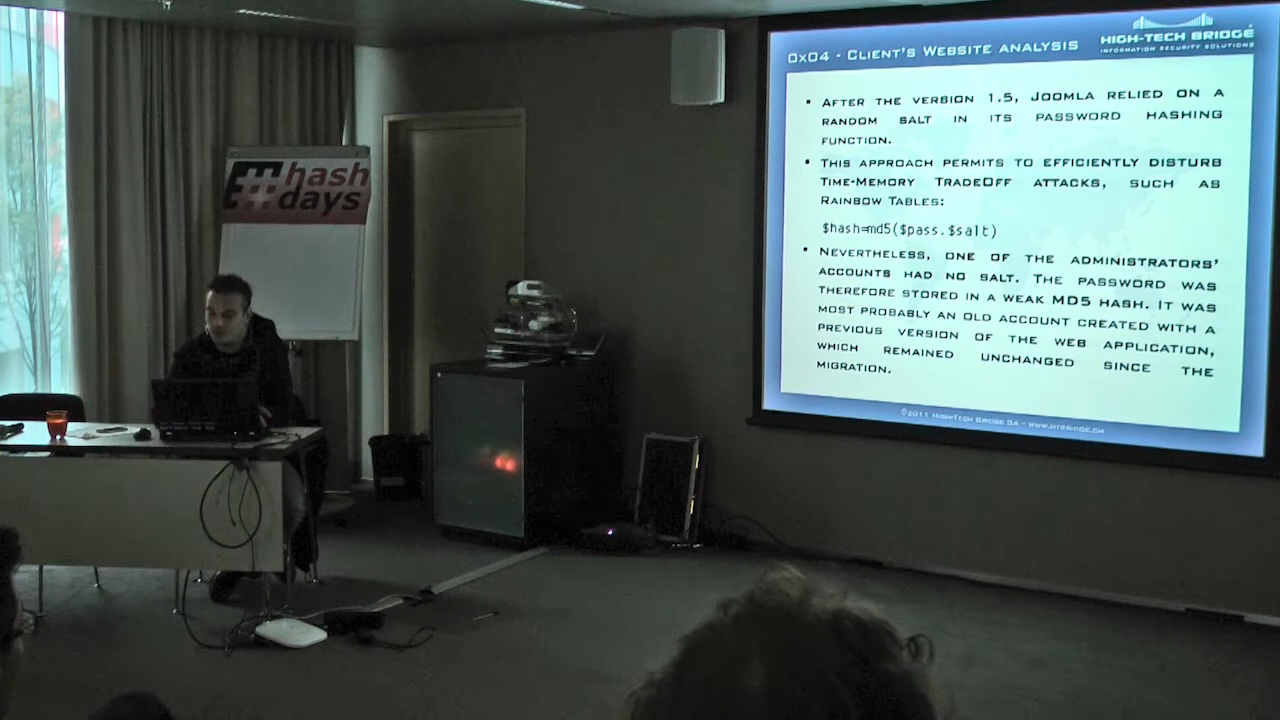 hash
days
0x04 - Client's Website analysis
HIGH-TECH BRIDGE
INFORMATION SECURITY SOLUTIONS
• After the version 1.5, Joomla relied on a
random salt in its password hashing
function.
• This approach permits to efficiently disturb
Time-Memory TradeOff attacks, such as
Rainbow Tables:
$hash=md5($pass.$salt)
• Nevertheless, one of the administrators'
accounts had no salt. The password was
therefore stored in a weak MD5 hash. It was
most probably an old account created with a
previous version of the web application,
which remained unchanged since the
migration.
©2011 High-Tech Bridge SA – www.htbridge.ch